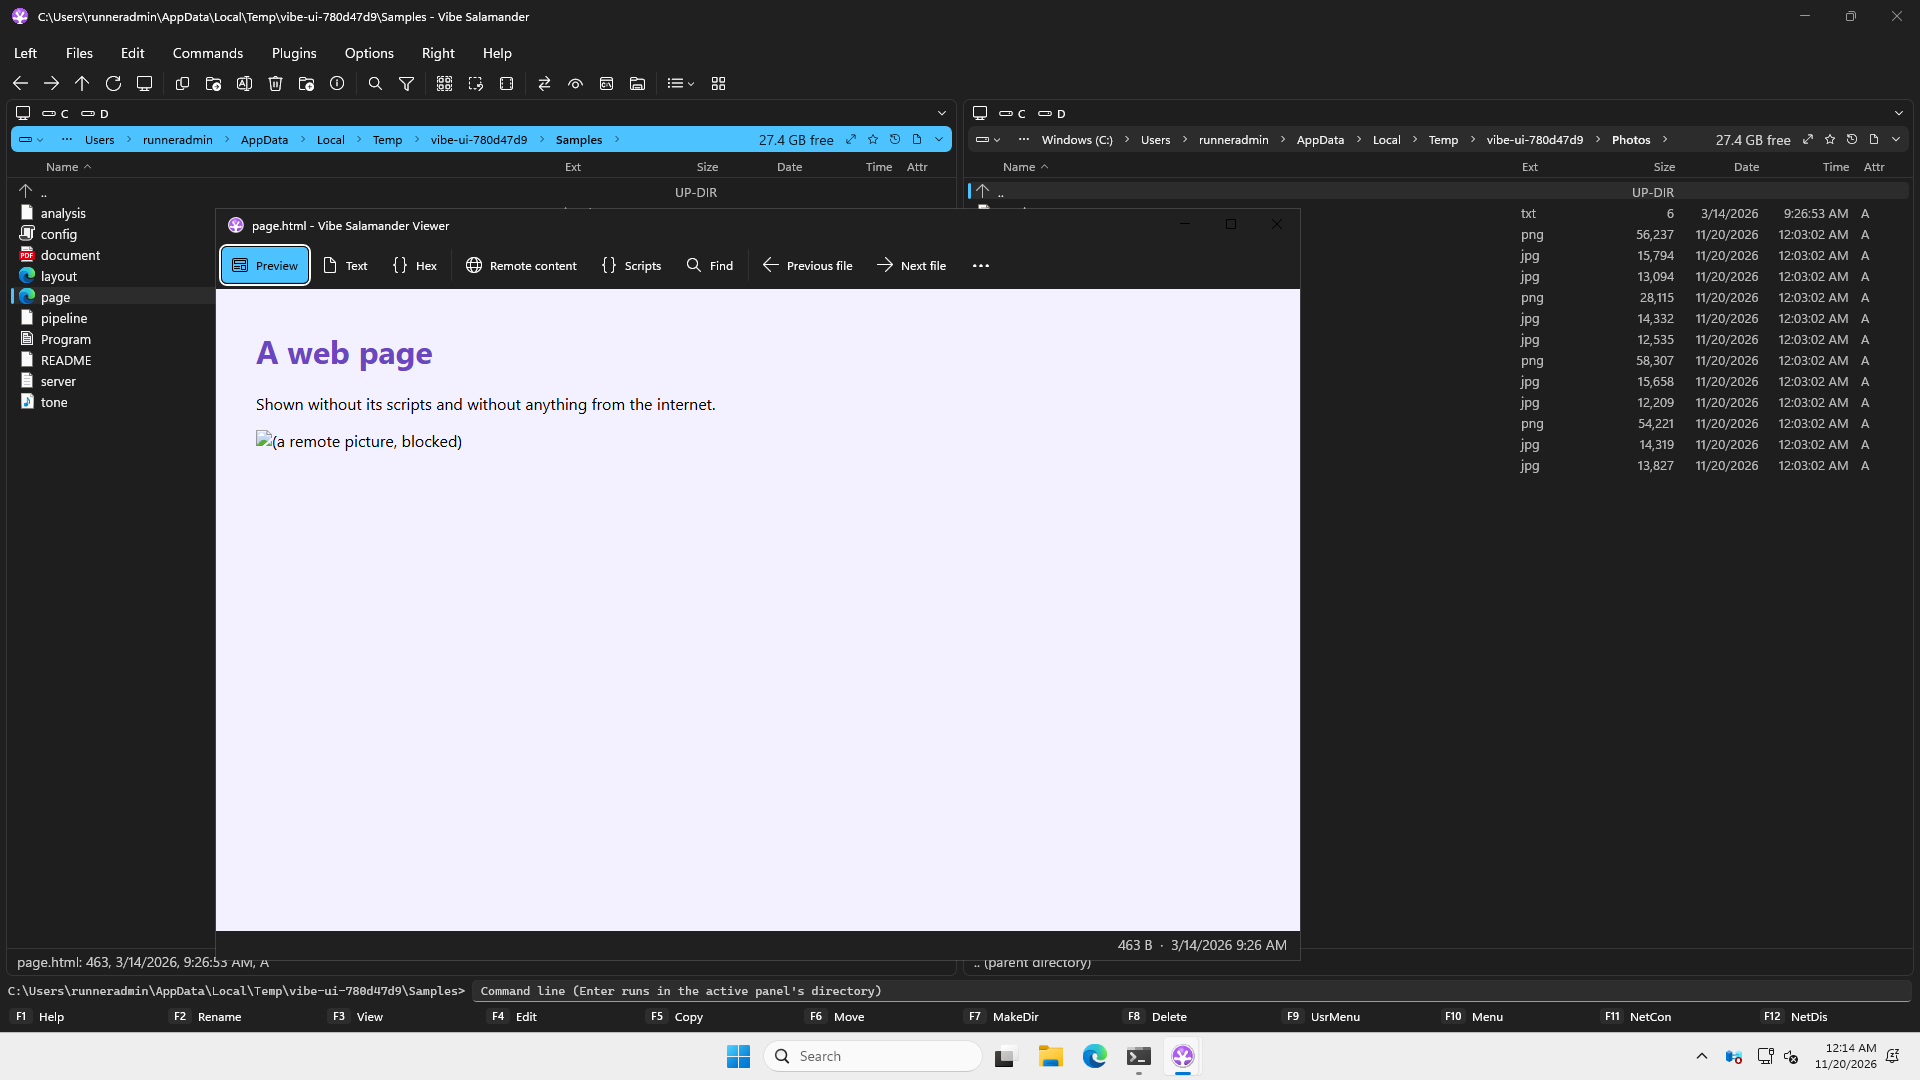 C:\Users\runneradmin\AppData\Local\Temp\vibe-ui-780d47d9\Samples - Vibe Salamander
Left Files Edit Commands Plugins Options Right Help
C D
Users runneradmin AppData Local Temp vibe-ui-780d47d9 Samples 27.4 GB free
Name Ext Size Date Time Attr
.. UP-DIR
analysis
config
document
layout
page
pipeline
Program
README
server
tone
page.html: 463, 3/14/2026, 9:26:53 AM, A
C D
Windows (C:) Users runneradmin AppData Local Temp vibe-ui-780d47d9 Photos 27.4 GB free
Name Ext Size Date Time Attr
.. UP-DIR
txt 6 3/14/2026 9:26:53 AM A
png 56,237 11/20/2026 12:03:02 AM A
jpg 15,794 11/20/2026 12:03:02 AM A
jpg 13,094 11/20/2026 12:03:02 AM A
png 28,115 11/20/2026 12:03:02 AM A
jpg 14,332 11/20/2026 12:03:02 AM A
jpg 12,535 11/20/2026 12:03:02 AM A
png 58,307 11/20/2026 12:03:02 AM A
jpg 15,658 11/20/2026 12:03:02 AM A
jpg 12,209 11/20/2026 12:03:02 AM A
png 54,221 11/20/2026 12:03:02 AM A
jpg 14,319 11/20/2026 12:03:02 AM A
jpg 13,827 11/20/2026 12:03:02 AM A
.. (parent directory)
page.html - Vibe Salamander Viewer
Preview Text Hex Remote content Scripts Find Previous file Next file
A web page
Shown without its scripts and without anything from the internet.
(a remote picture, blocked)
463 B · 3/14/2026 9:26 AM
C:\Users\runneradmin\AppData\Local\Temp\vibe-ui-780d47d9\Samples> Command line (Enter runs in the active panel's directory)
F1 Help F2 Rename F3 View F4 Edit F5 Copy F6 Move F7 MakeDir F8 Delete F9 UsrMenu F10 Menu F11 NetCon F12 NetDis
Search
12:14 AM
11/20/2026